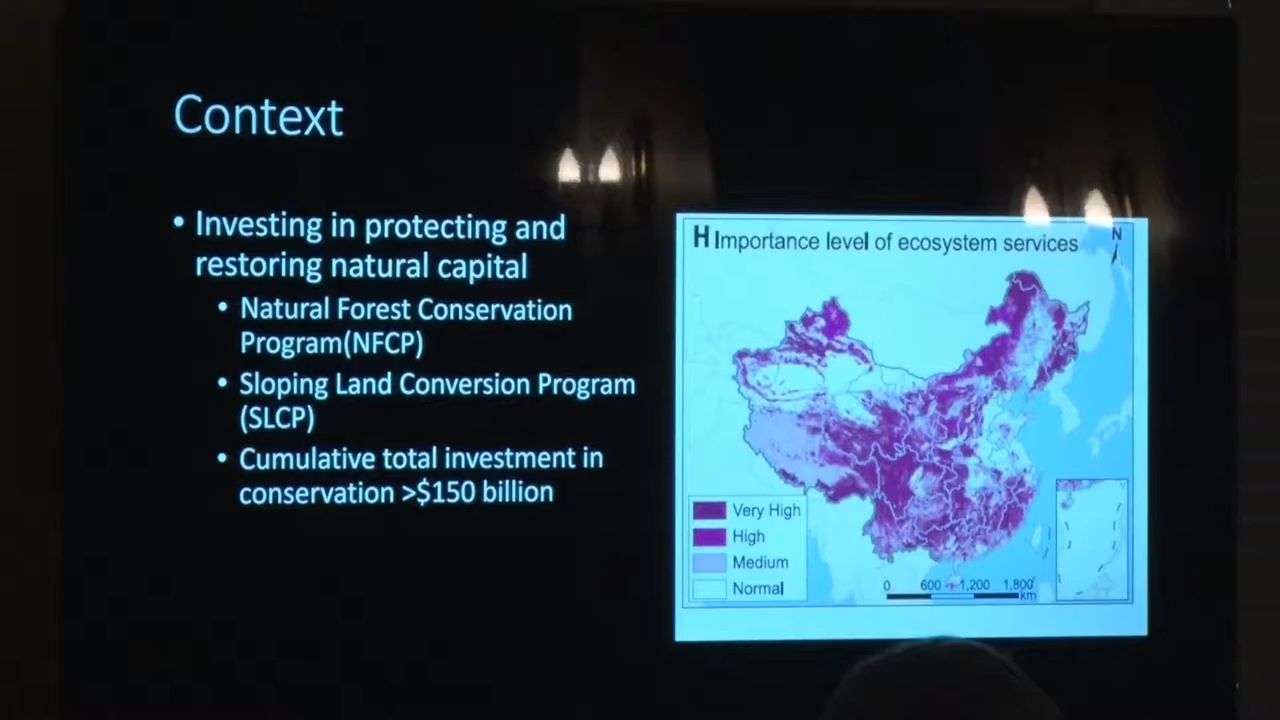 Context
• Investing in protecting and
restoring natural capital
• Natural Forest Conservation
Program(NFCP)
• Sloping Land Conversion Program
(SLCP)
• Cumulative total investment in
conservation >$150 billion
H Importance level of ecosystem services
N
Very High
High
Medium
Normal
0 600 1,200 1,800
km